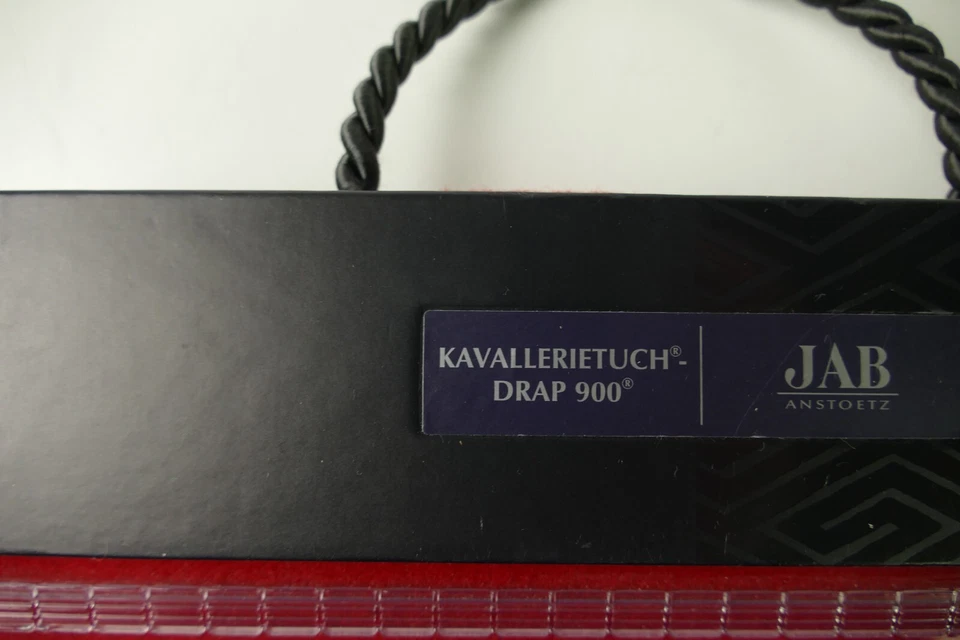 KAVALLERIETUCH®-
DRAP 900®
JAB
ANSTOETZ